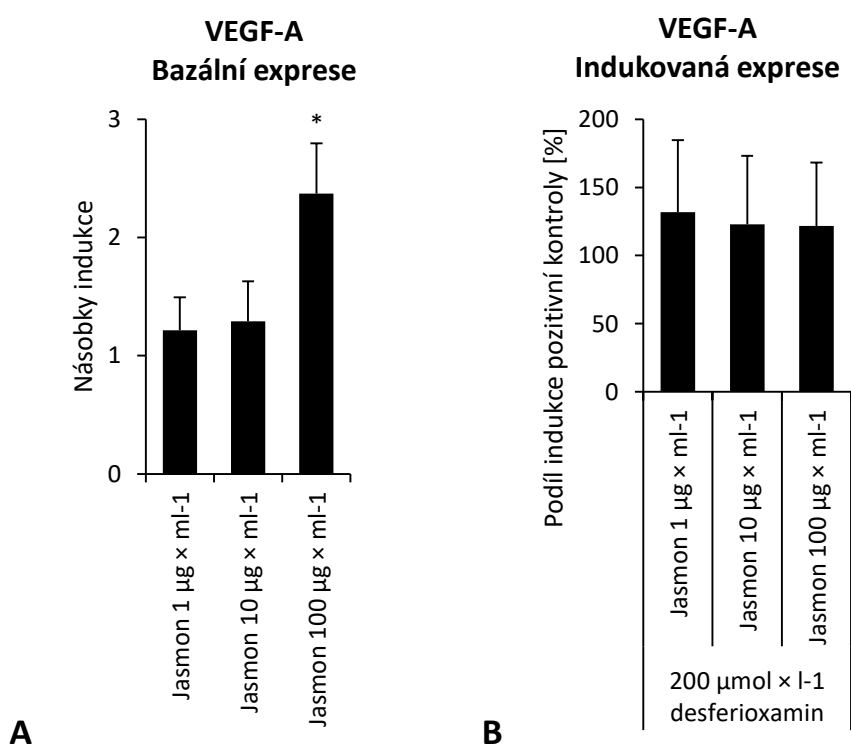 VEGF-A
Bazální exprese
Násobky indukce
3
2
1
0
*
Jasmon 1 µg × ml-1
Jasmon 10 µg × ml-1
Jasmon 100 µg × ml-1
A
VEGF-A
Indukovaná exprese
Podíl indukce pozitivní kontroly [%]
200
150
100
50
0
Jasmon 1 µg × ml-1
Jasmon 10 µg × ml-1
Jasmon 100 µg × ml-1
200 µmol × l-1
desferioxamin
B